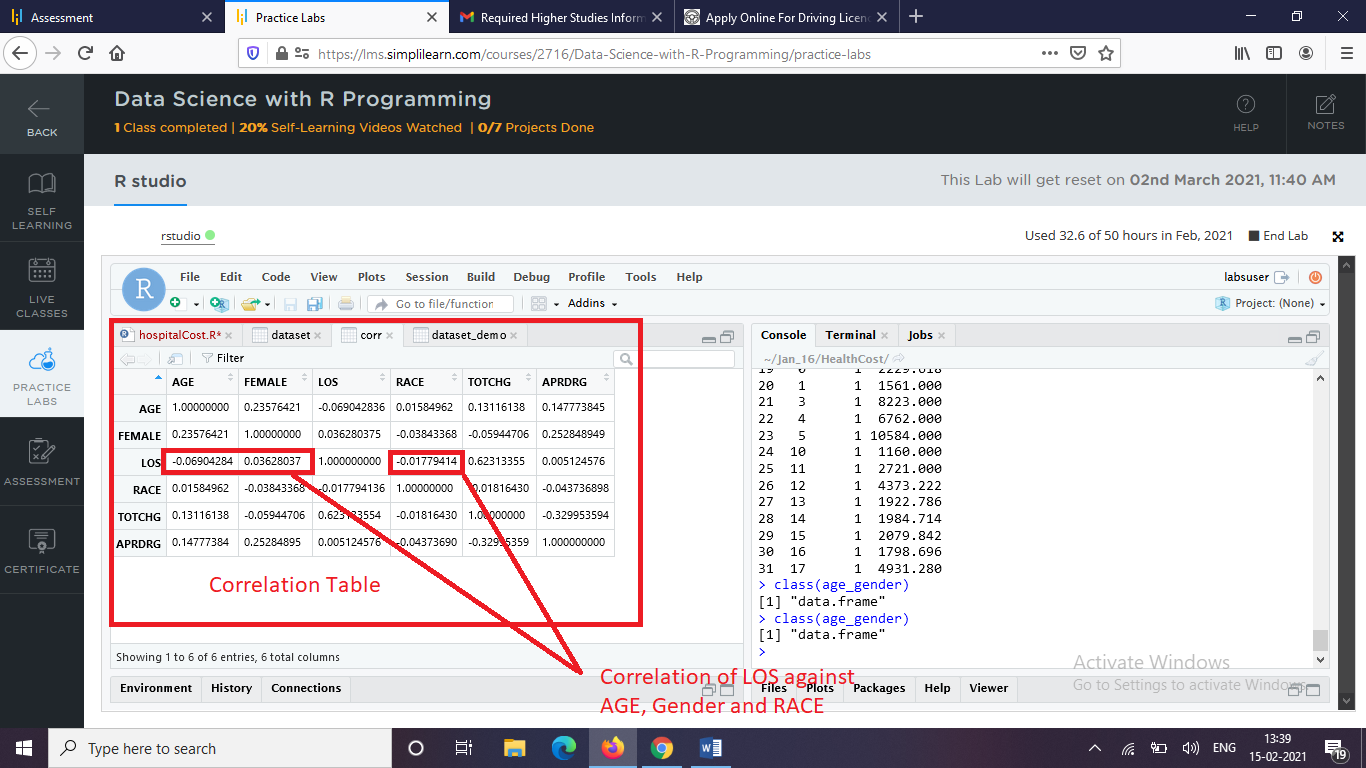 Assessment
Practice Labs
Required Higher Studies Inform
Apply Online For Driving Licenc
https://lms.simplilearn.com/courses/2716/Data-Science-with-R-Programming/practice-labs
BACK
Data Science with R Programming
1 Class completed | 20% Self-Learning Videos Watched | 0/7 Projects Done
HELP
NOTES
SELF
LEARNING
LIVE
CLASSES
PRACTICE
LABS
ASSESSMENT
CERTIFICATE
R studio
This Lab will get reset on 02nd March 2021, 11:40 AM
rstudio
Used 32.6 of 50 hours in Feb, 2021 End Lab
R File Edit Code View Plots Session Build Debug Profile Tools Help
labsuser
Go to file/function
Addins
Project: (None)
hospitalCost.R* dataset corr dataset_demo
Filter
AGE FEMALE LOS RACE TOTCHG APRDRG
AGE 1.00000000 0.23576421 -0.069042836 0.01584962 0.13116138 0.147773845
FEMALE 0.23576421 1.00000000 0.036280375 -0.03843368 -0.05944706 0.252848949
LOS -0.06904284 0.03628037 1.000000000 -0.01779414 0.62313355 0.005124576
RACE 0.01584962 -0.03843368 -0.017794136 1.00000000 -0.01816430 -0.043736898
TOTCHG 0.13116138 -0.05944706 0.623133554 -0.01816430 1.00000000 -0.329953594
APRDRG 0.14777384 0.25284895 0.005124576 -0.04373690 -0.32995359 1.000000000
Correlation Table
Showing 1 to 6 of 6 entries, 6 total columns
Environment History Connections
Console Terminal Jobs
~/Jan_16/HealthCost/
19 0 1 2229.618
20 1 1 1561.000
21 3 1 8223.000
22 4 1 6762.000
23 5 1 10584.000
24 10 1 1160.000
25 11 1 2721.000
26 12 1 4373.222
27 13 1 1922.786
28 14 1 1984.714
29 15 1 2079.842
30 16 1 1798.696
31 17 1 4931.280
> class(age_gender)
[1] "data.frame"
> class(age_gender)
[1] "data.frame"
>
Correlation of LOS against
AGE, Gender and RACE
Files Plots Packages Help Viewer
Activate Windows
Go to Settings to activate Windows.
Type here to search
ENG
13:39
15-02-2021
19